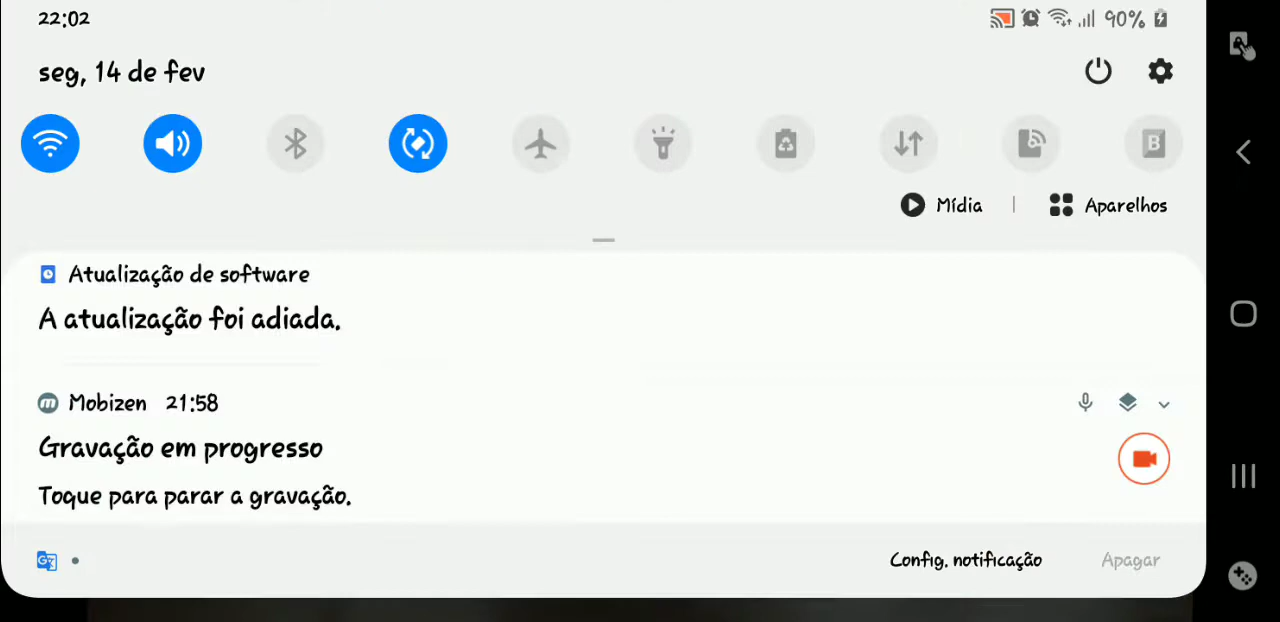 22:02
90%
seg, 14 de fev
B
Mídia | Aparelhos
Atualização de software
A atualização foi adiada.
Mobizen 21:58
Gravação em progresso
Toque para parar a gravação.
Config. notificação Apagar